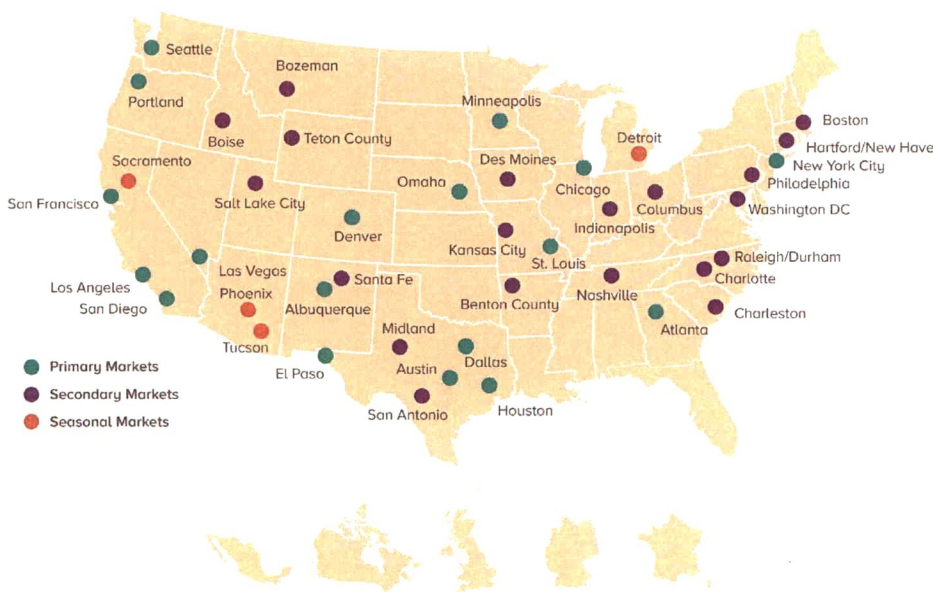 Seattle
Bozeman
Portland
Minneapolis
Boise
Teton County
Detroit
Boston
Hartford/New Have
Sacramento
Des Moines
New York City
Omaha
Chicago
Philadelphia
San Francisco
Salt Lake City
Columbus
Washington DC
Denver
Indianapolis
Kansas City
St. Louis
Raleigh/Durham
Las Vegas
Santa Fe
Charlotte
Los Angeles
Phoenix
Albuquerque
Benton County
Nashville
San Diego
Midland
Atlanta
Charleston
Tucson
Dallas
El Paso
Austin
San Antonio
Houston
Primary Markets
Secondary Markets
Seasonal Markets